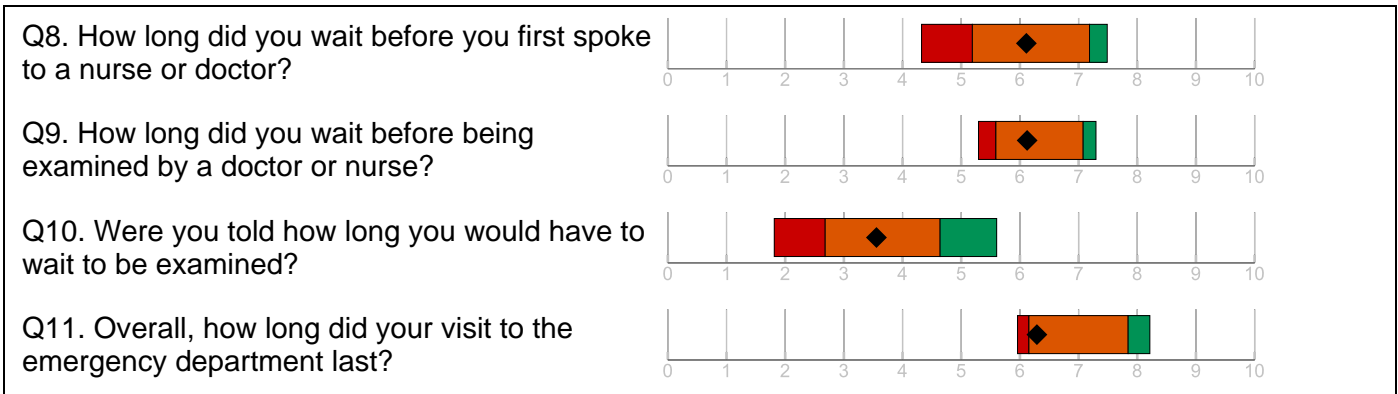 Q8. How long did you wait before you first spoke
to a nurse or doctor?
0 1 2 3 4 5 6 7 8 9 10
Q9. How long did you wait before being
examined by a doctor or nurse?
0 1 2 3 4 5 6 7 8 9 10
Q10. Were you told how long you would have to
wait to be examined?
0 1 2 3 4 5 6 7 8 9 10
Q11. Overall, how long did your visit to the
emergency department last?
0 1 2 3 4 5 6 7 8 9 10